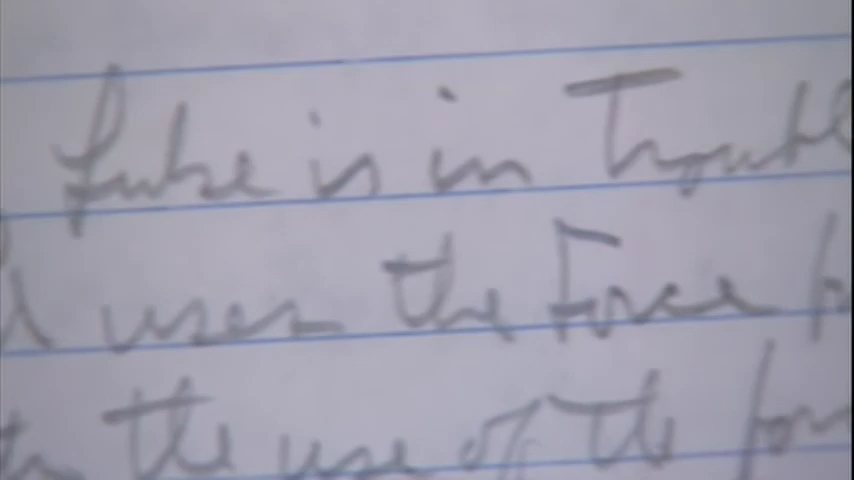 Luke is in Trouble
uses the Force
the use of the